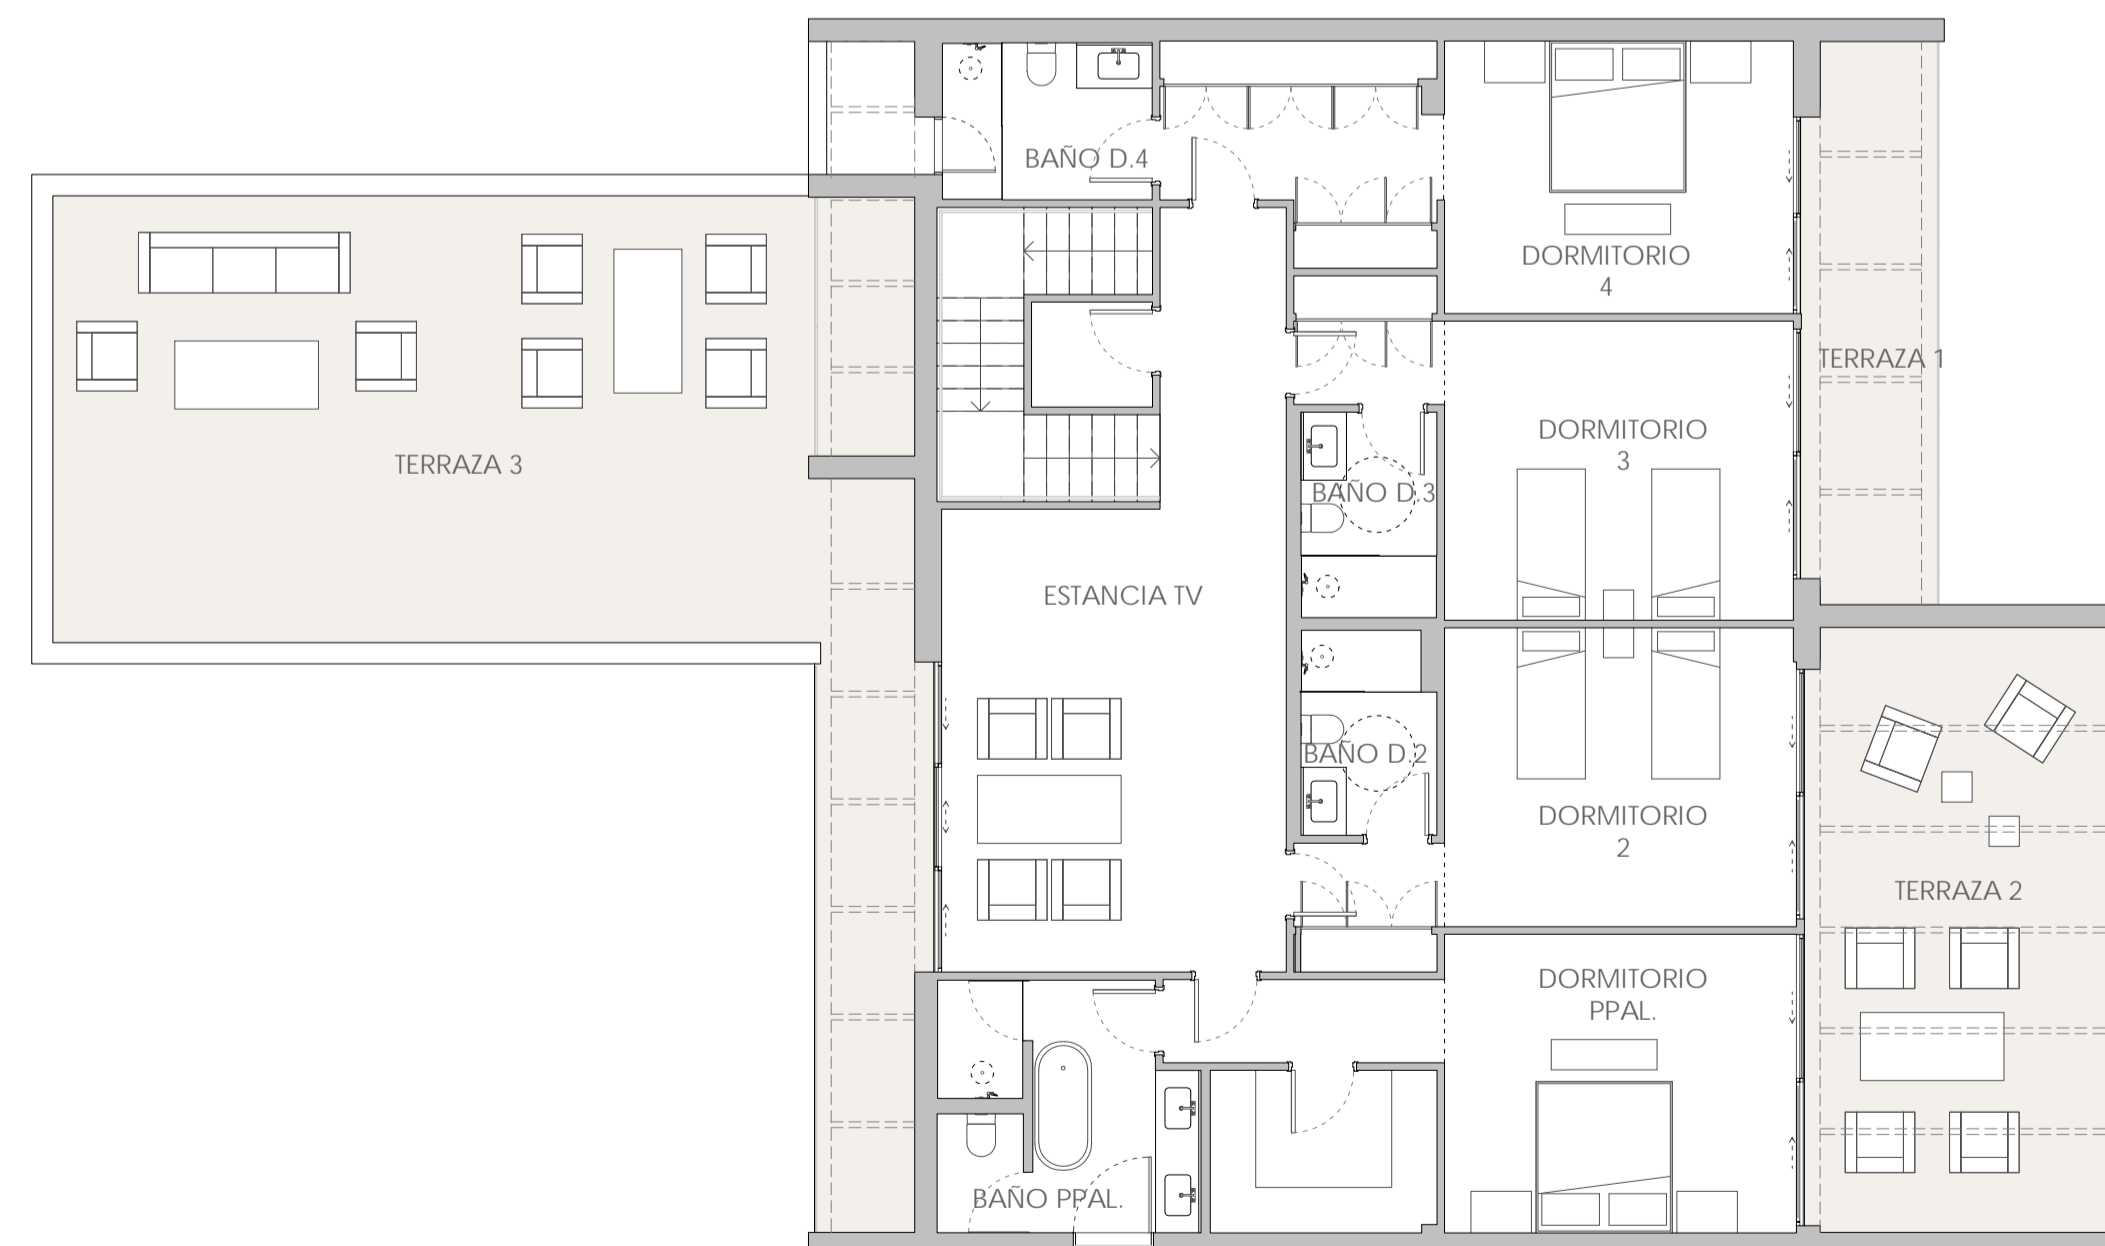 BAÑO D.4
DORMITORIO
4
TERRAZA 1
TERRAZA 3
DORMITORIO
3
BAÑO D.3
ESTANCIA TV
BAÑO D.2
DORMITORIO
2
TERRAZA 2
DORMITORIO
PPAL.
BAÑO PPAL.